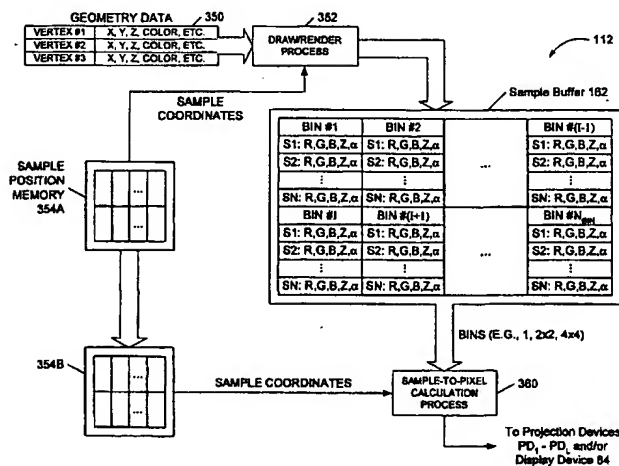 GEOMETRY DATA
350
VERTEX #1 X, Y, Z, COLOR, ETC.
VERTEX #2 X, Y, Z, COLOR, ETC.
VERTEX #3 X, Y, Z, COLOR, ETC.
352
DRAW/RENDER
PROCESS
112
SAMPLE
COORDINATES
Sample Buffer 162
BIN #1 BIN #2 BIN #(I-1)
S1: R,G,B,Z,α S1: R,G,B,Z,α ... S1: R,G,B,Z,α
S2: R,G,B,Z,α S2: R,G,B,Z,α S2: R,G,B,Z,α
⋮ ⋮ ⋮
SN: R,G,B,Z,α SN: R,G,B,Z,α SN: R,G,B,Z,α
BIN #I BIN #(I+1) BIN #N_BIN
S1: R,G,B,Z,α S1: R,G,B,Z,α S1: R,G,B,Z,α
S2: R,G,B,Z,α S2: R,G,B,Z,α ... S2: R,G,B,Z,α
⋮ ⋮ ⋮
SN: R,G,B,Z,α SN: R,G,B,Z,α SN: R,G,B,Z,α
SAMPLE
POSITION
MEMORY
354A
...
...
BINS (E.G., 1, 2x2, 4x4)
354B
...
...
SAMPLE COORDINATES
SAMPLE-TO-PIXEL
CALCULATION
PROCESS
360
To Projection Devices
PD₁ - PD_L and/or
Display Device 84